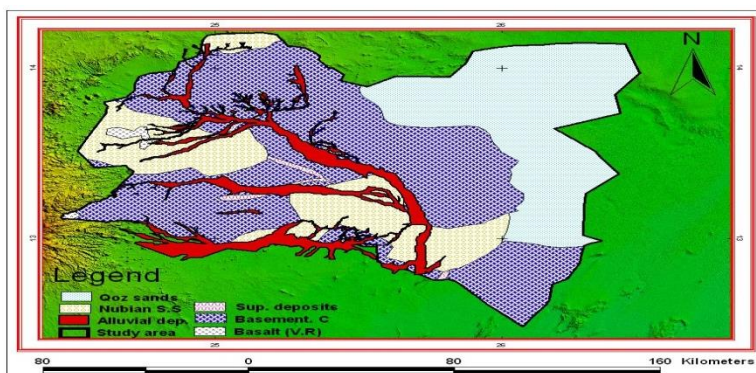 25
26
N
14
14
13
13
Legend
Qoz sands
Nubian S.S
Alluvial dep.
Study area
Sup. deposite
Basement. C
Basalt (V.R)
25
26
80 0 80 160 Kilometers